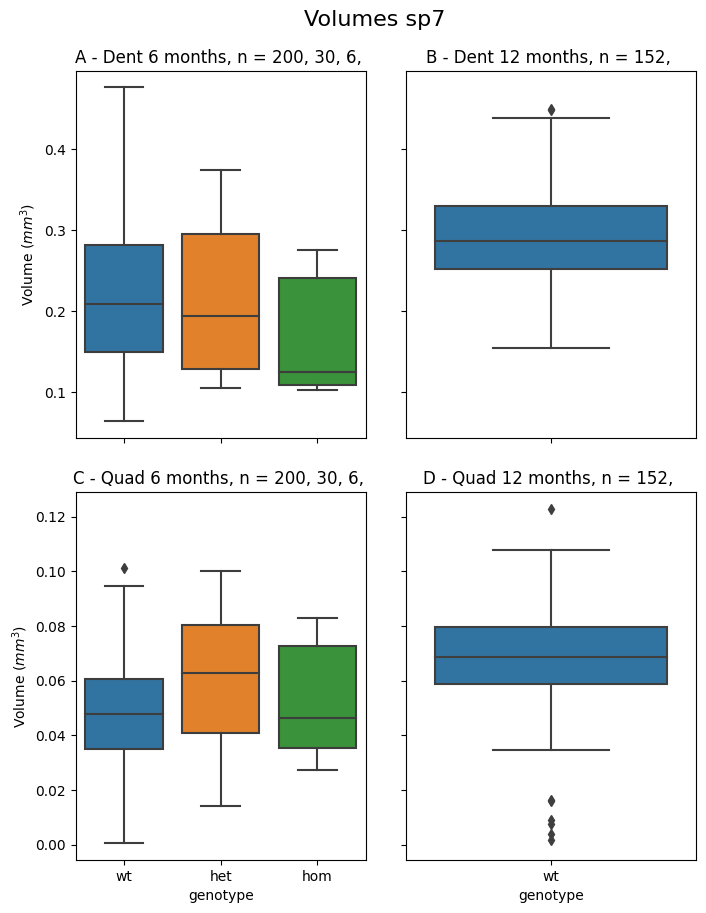 Volumes sp7
A - Dent 6 months, n = 200, 30, 6,
B - Dent 12 months, n = 152,
Volume (mm³)
0.4
0.3
0.2
0.1
C - Quad 6 months, n = 200, 30, 6,
D - Quad 12 months, n = 152,
Volume (mm³)
0.12
0.10
0.08
0.06
0.04
0.02
0.00
wt
het
hom
genotype
wt
genotype